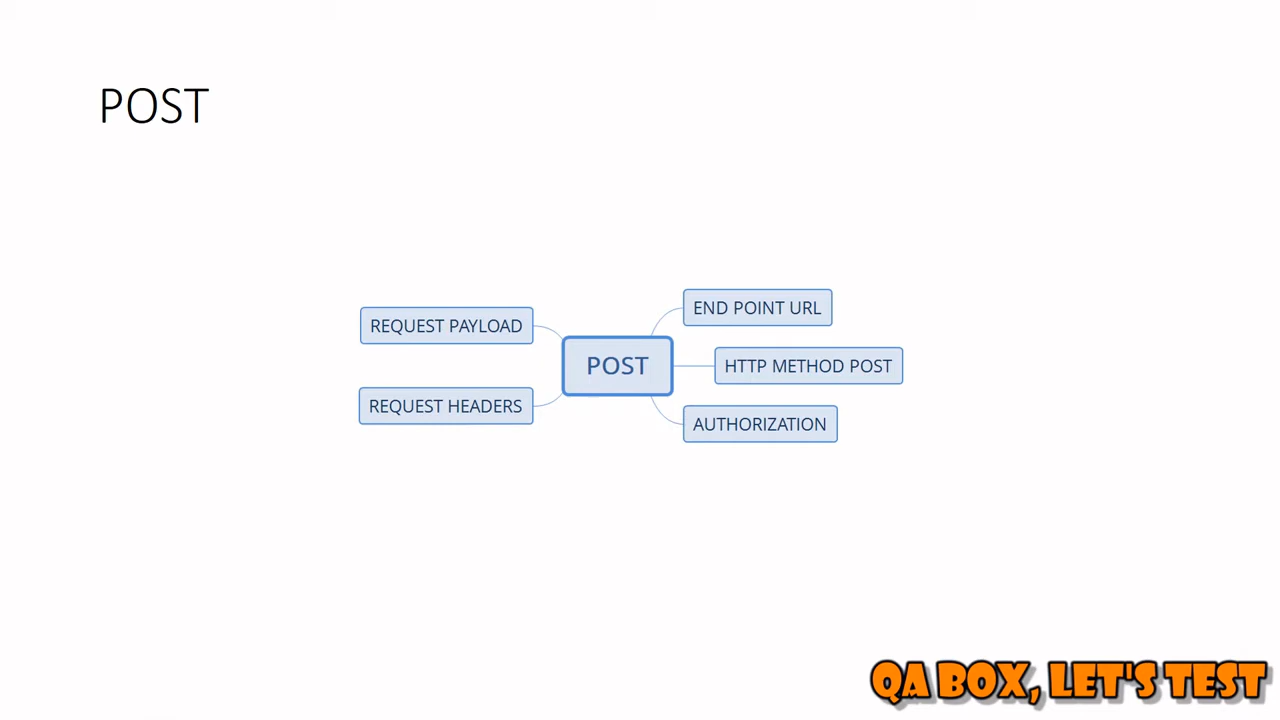 POST
END POINT URL
REQUEST PAYLOAD
POST
HTTP METHOD POST
REQUEST HEADERS
AUTHORIZATION
QA BOX, LET'S TEST